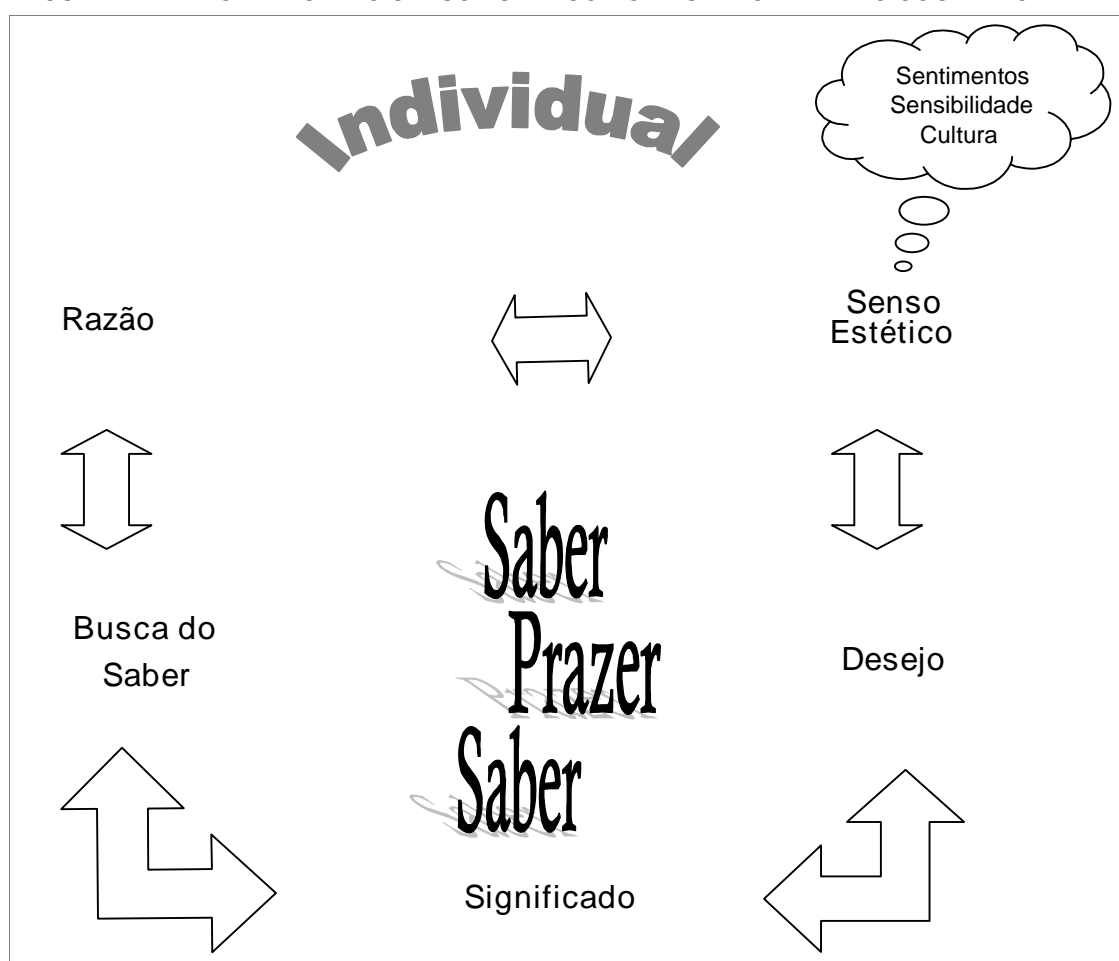 Individual
Sentimentos
Sensibilidade
Cultura
Razão
Senso
Estético
Saber
Prazer
Saber
Busca do
Saber
Desejo
Significado